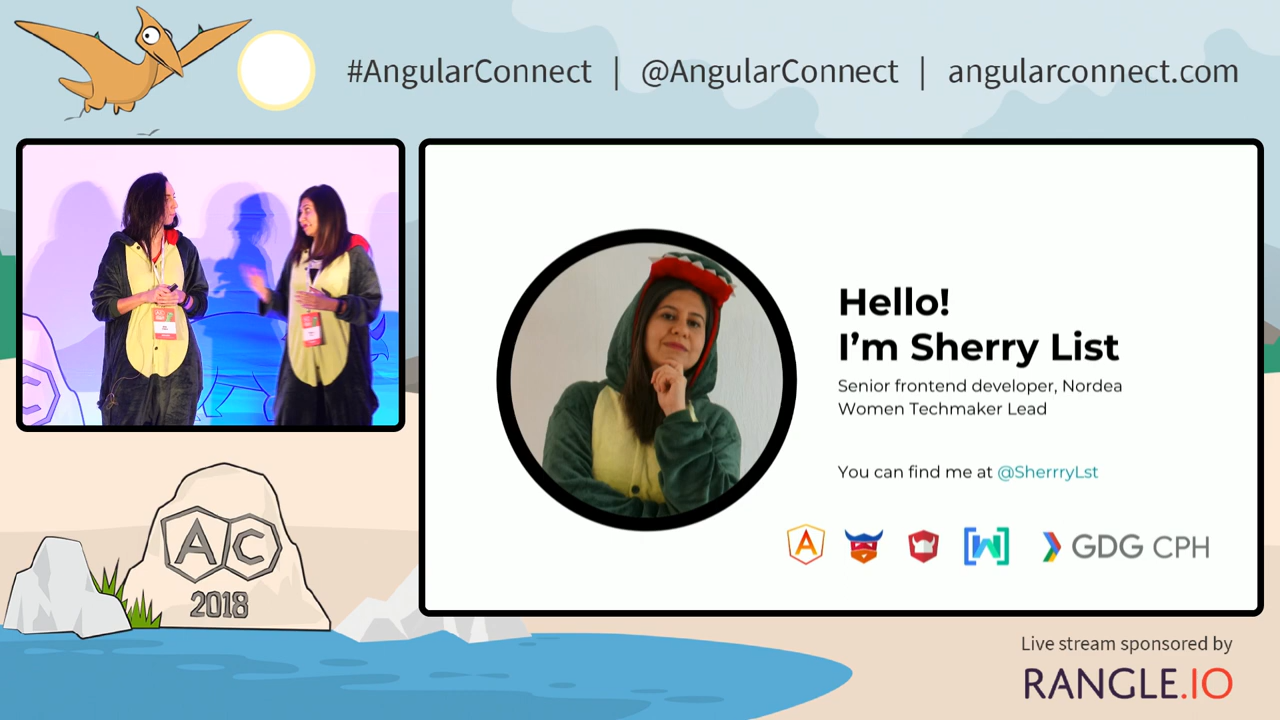 #AngularConnect | @AngularConnect | angularconnect.com
Hello!
I'm Sherry List
Senior frontend developer, Nordea
Women Techmaker Lead
You can find me at @SherrryLst
GDG CPH
AC
2018
Live stream sponsored by
RANGLE.IO